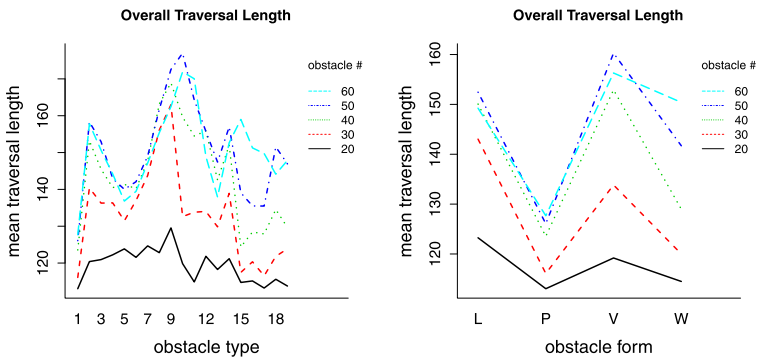 Overall Traversal Length
mean traversal length
120
140
160
obstacle #
60
50
40
30
20
1 3 5 7 9 12 15 18
obstacle type
Overall Traversal Length
mean traversal length
120
130
140
150
160
obstacle #
60
50
40
30
20
L P V W
obstacle form